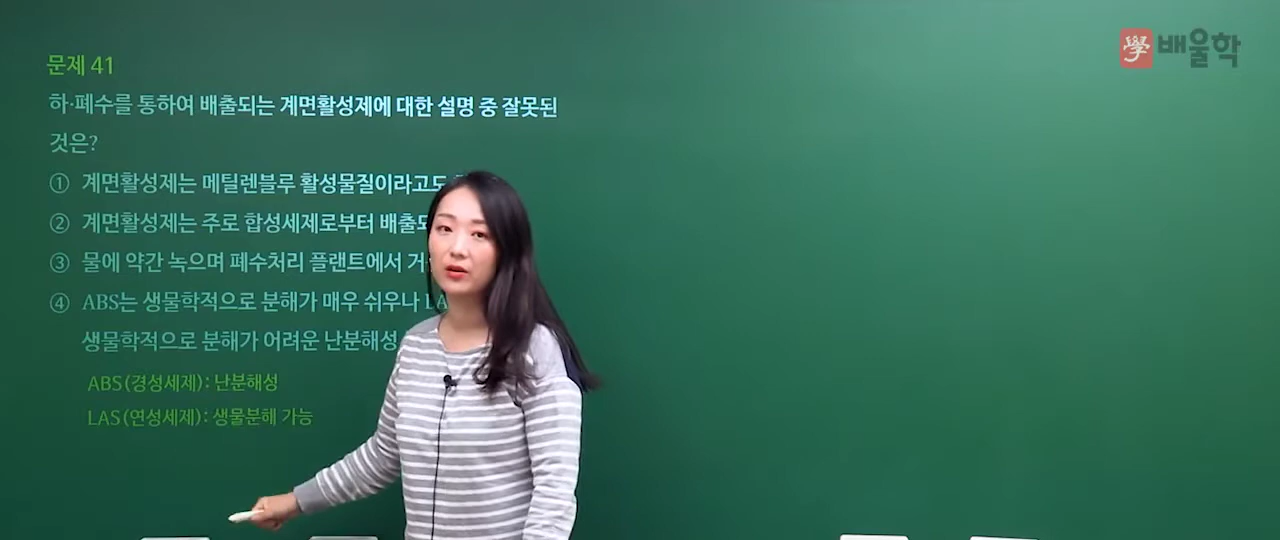 學 배울학
문제 41
하·폐수를 통하여 배출되는 계면활성제에 대한 설명 중 잘못된
것은?
① 계면활성제는 메틸렌블루 활성물질이라고도
② 계면활성제는 주로 합성세제로부터
③ 물에 약간 녹으며 폐수처리 플랜트에서
④ ABS는 생물학적으로 분해가 매우 쉬우나
생물학적으로 분해가 어려운 난분해성
ABS(경성세제) : 난분해성
LAS(연성세제) : 생물분해 가능